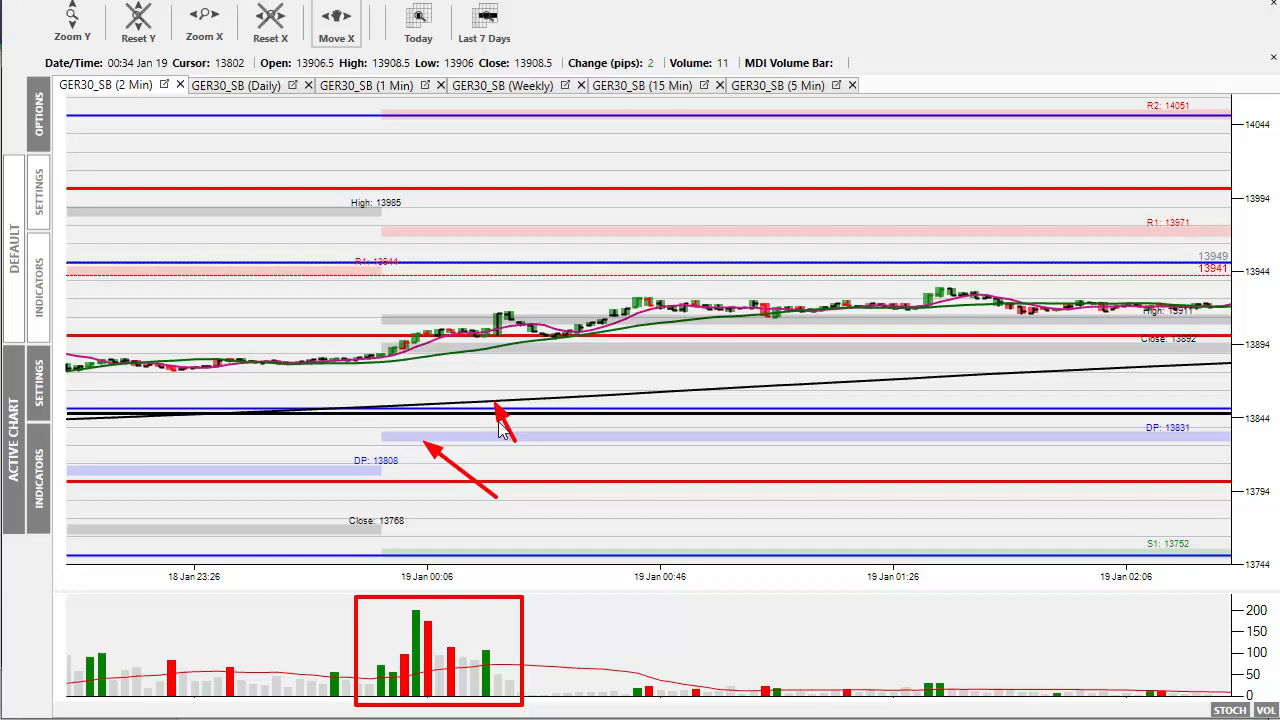 Zoom Y
Reset Y
Zoom X
Reset X
Move X
Today
Last 7 Days
Date/Time: 00:34 Jan 19 Cursor: 13802 Open: 13906.5 High: 13908.5 Low: 13906 Close: 13908.5 Change (pips): 2 Volume: 11 MDI Volume Bar:
GER30_SB (2 Min) GER30_SB (Daily) GER30_SB (1 Min) GER30_SB (Weekly) GER30_SB (15 Min) GER30_SB (5 Min)
OPTIONS
SETTINGS
INDICATORS
DEFAULT
SETTINGS
INDICATORS
ACTIVE CHART
R2: 14051
14044
High: 13985
13994
R1: 13971
R1: 13944
13949
13941
13944
High: 13911
Close: 13892
13894
13844
DP: 13831
DP: 13808
13794
Close: 13768
S1: 13752
13744
18 Jan 23:26
19 Jan 00:06
19 Jan 00:46
19 Jan 01:26
19 Jan 02:06
200
150
100
50
0
STOCH VOL